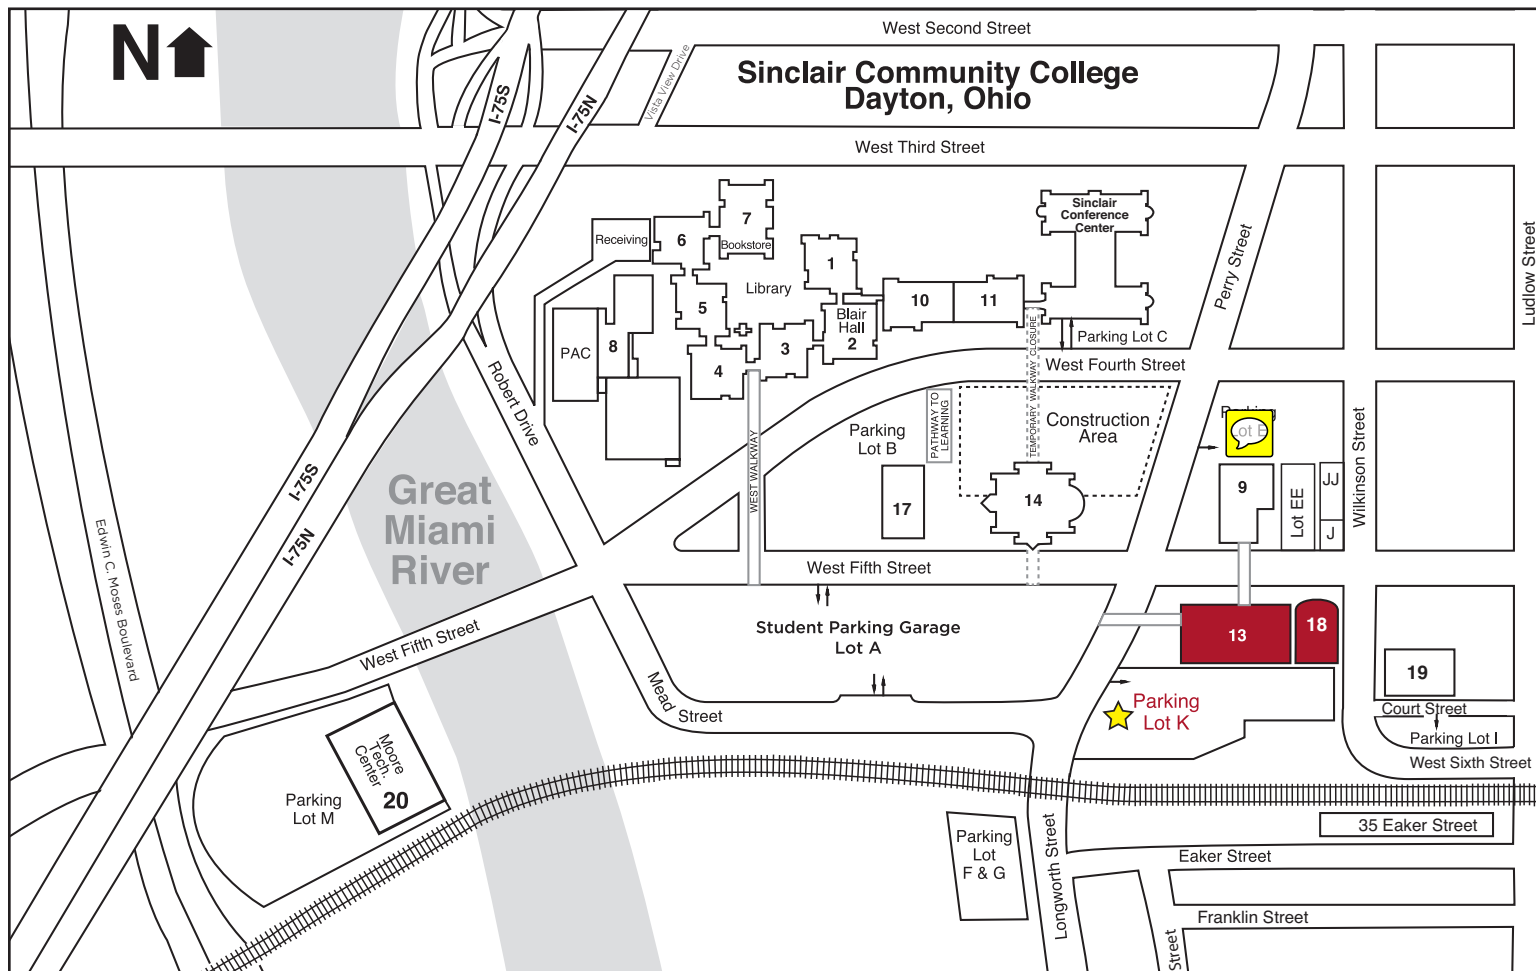 N
West Second Street
Sinclair Community College
Dayton, Ohio
Vista View Drive
I-75S
I-75N
West Third Street
7
Bookstore
6
Receiving
Sinclair
Conference
Center
1
Library
5
10
11
Blair
Hall
2
3
4
PAC
8
Parking Lot C
West Fourth Street
Perry Street
Ludlow Street
Robert Drive
TEMPORARY WALKWAY CLOSURE
PATHWAY TO
LEARNING
Construction
Area
Parking
Lot B
WEST WALKWAY
17
14
Parking
Lot E
9
Lot EE
JJ
J
Wilkinson Street
I-75S
I-75N
Great
Miami
River
Edwin C. Moses Boulevard
West Fifth Street
West Fifth Street
Student Parking Garage
Lot A
13
18
19
Mead Street
Parking
Lot K
Court Street
Parking Lot I
West Sixth Street
Moore
Tech.
Center
20
Parking
Lot M
Parking
Lot
F & G
Longworth Street
35 Eaker Street
Eaker Street
Franklin Street
Street